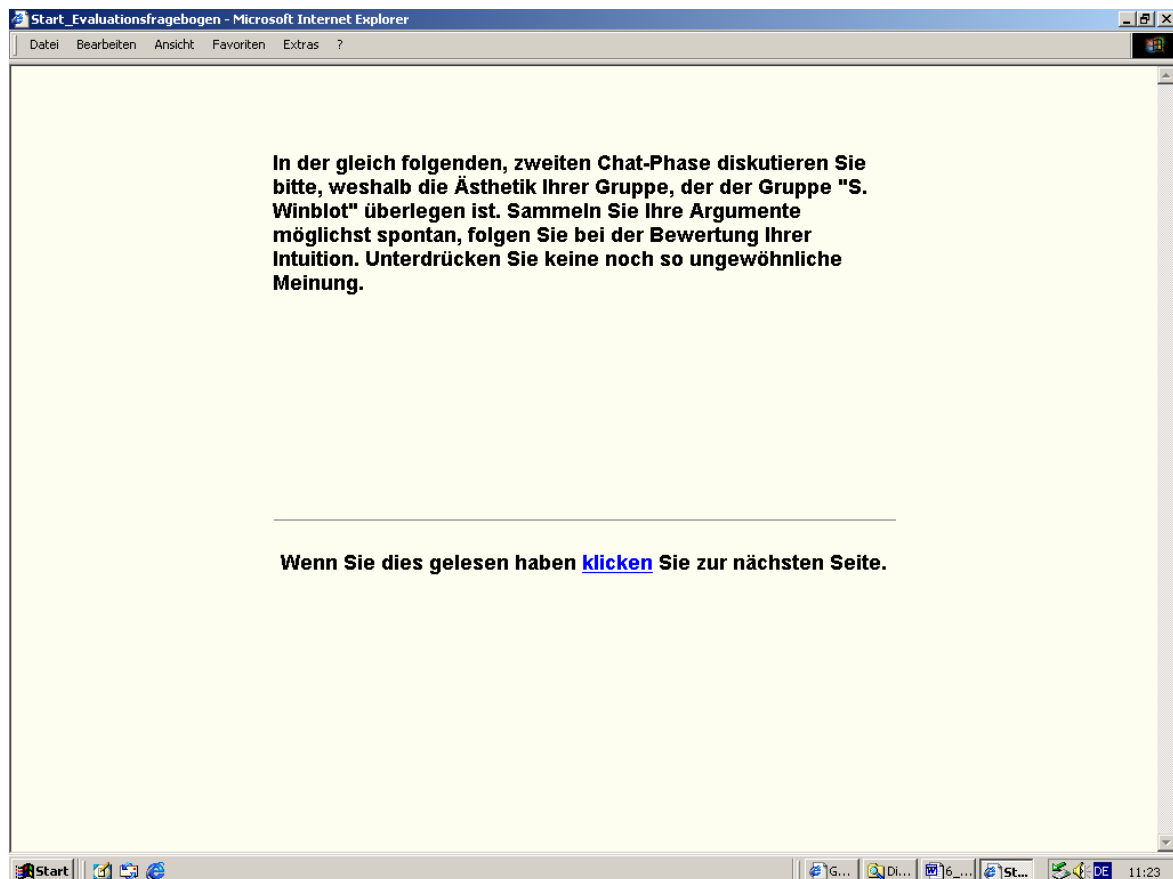 Start_Evaluationsfragebogen - Microsoft Internet Explorer
Datei Bearbeiten Ansicht Favoriten Extras ?
In der gleich folgenden, zweiten Chat-Phase diskutieren Sie
bitte, weshalb die Ästhetik Ihrer Gruppe, der der Gruppe "S.
Winblot" überlegen ist. Sammeln Sie Ihre Argumente
möglichst spontan, folgen Sie bei der Bewertung Ihrer
Intuition. Unterdrücken Sie keine noch so ungewöhnliche
Meinung.
Wenn Sie dies gelesen haben klicken Sie zur nächsten Seite.
Start G... Di... 6_... St... DE 11:23